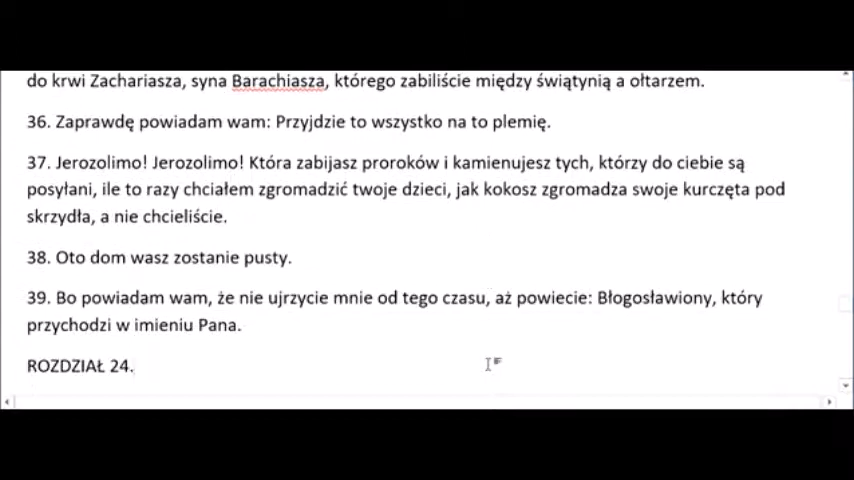 do krwi Zachariasza, syna Barachiasza, którego zabiliście między świątynią a ołtarzem.
36. Zaprawdę powiadam wam: Przyjdzie to wszystko na to plemię.
37. Jerozolimo! Jerozolimo! Która zabijasz proroków i kamienujesz tych, którzy do ciebie są
posyłani, ile to razy chciałem zgromadzić twoje dzieci, jak kokosz zgromadza swoje kurczęta pod
skrzydła, a nie chcieliście.
38. Oto dom wasz zostanie pusty.
39. Bo powiadam wam, że nie ujrzycie mnie od tego czasu, aż powiecie: Błogosławiony, który
przychodzi w imieniu Pana.
ROZDZIAŁ 24.